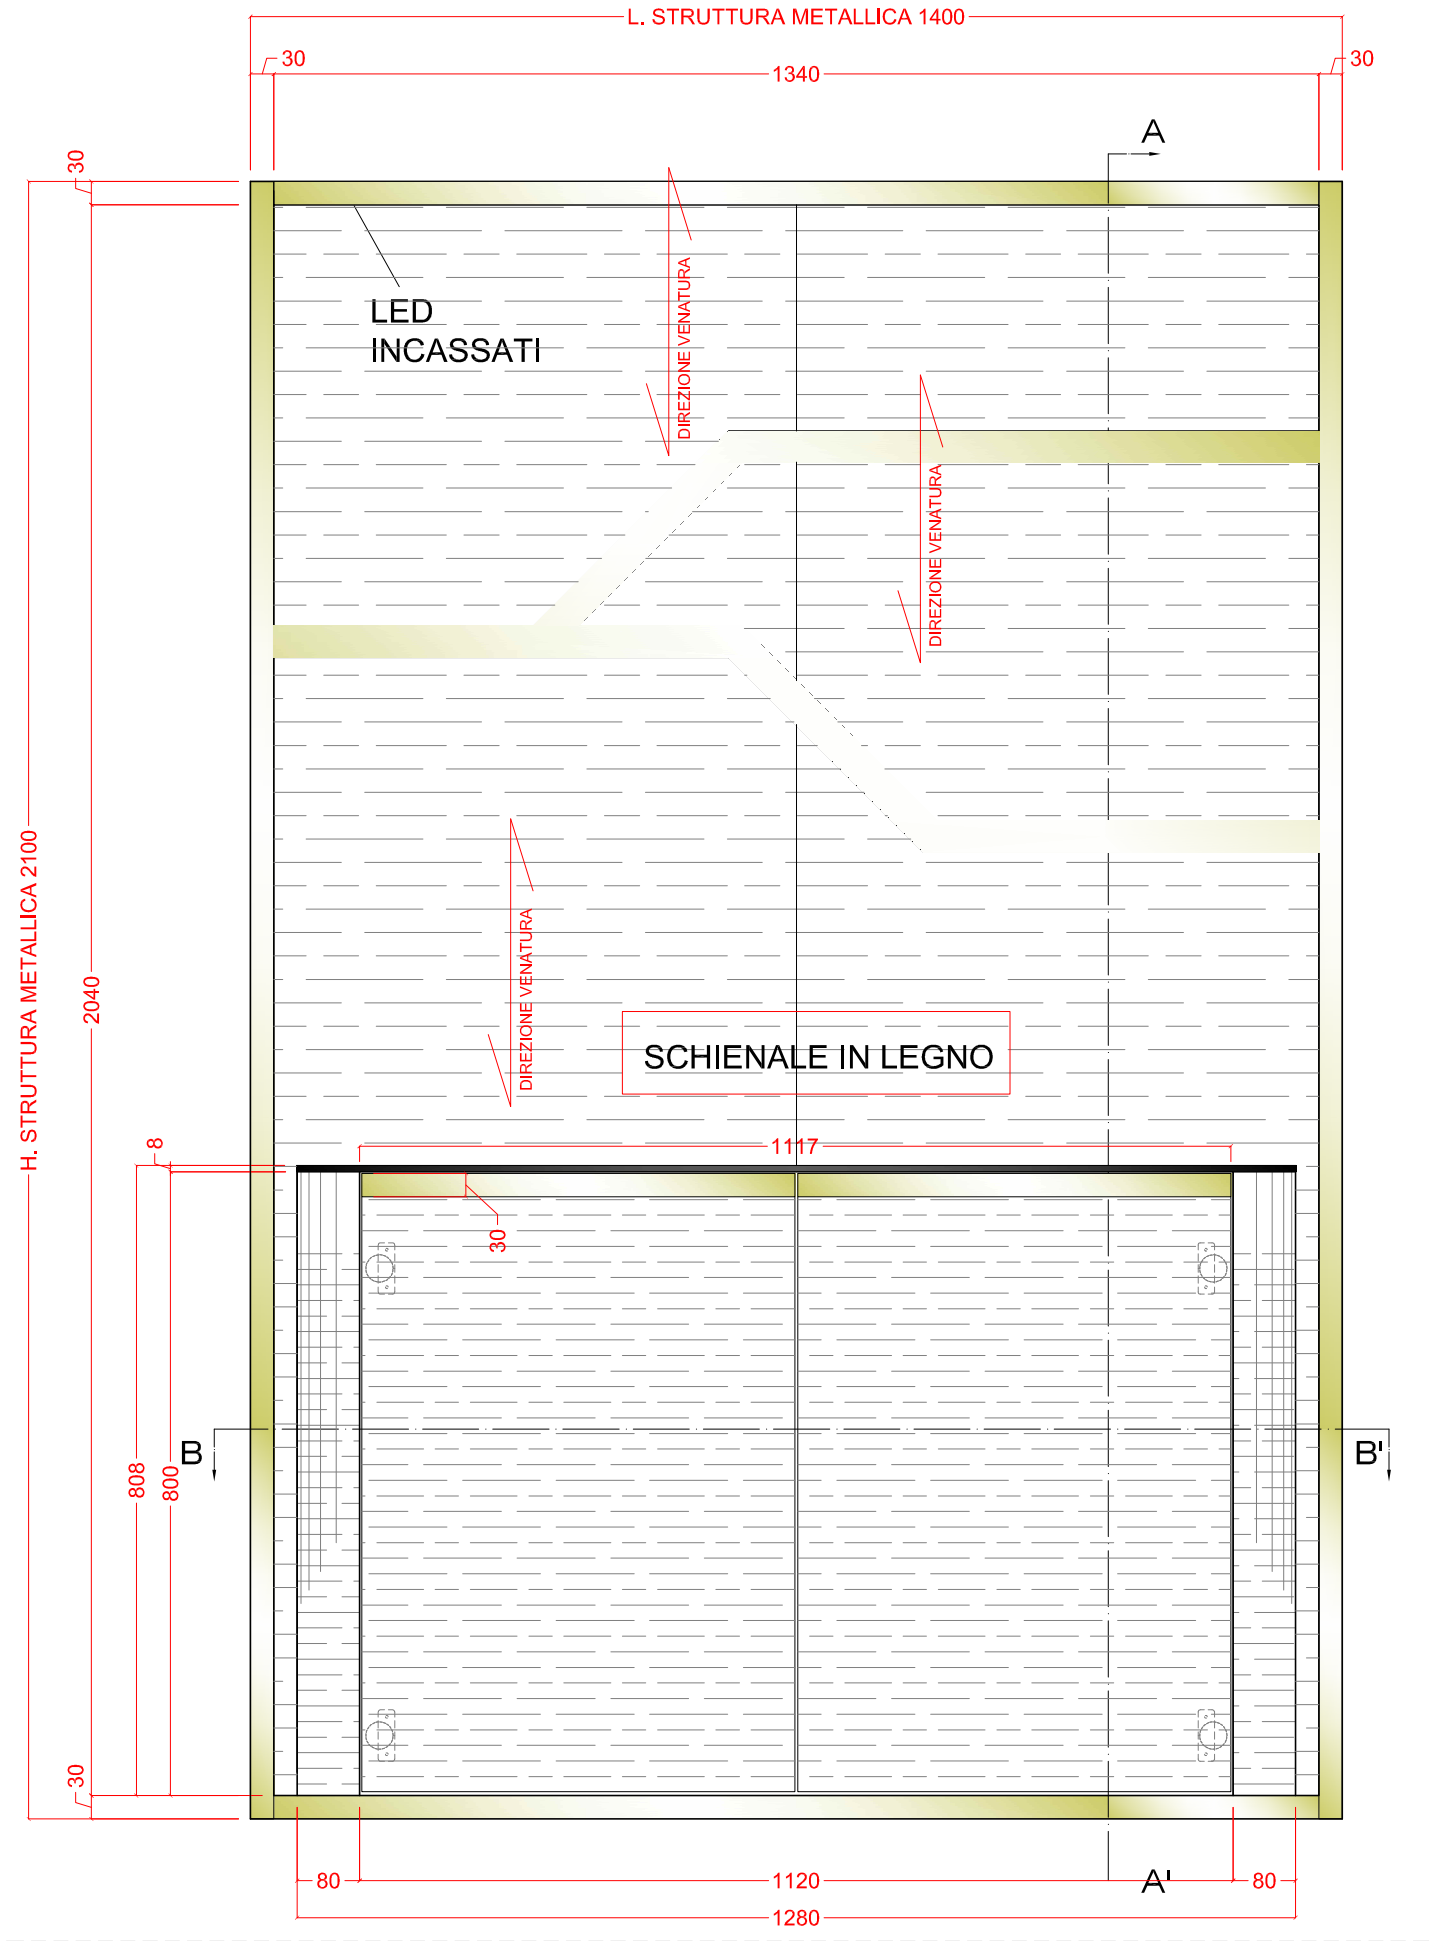 L. STRUTTURA METALLICA 1400
30
1340
30
A
30
LED
INCASSATI
DIREZIONE VENATURA
DIREZIONE VENATURA
H. STRUTTURA METALLICA 2100
2040
DIREZIONE VENATURA
SCHIENALE IN LEGNO
8
1117
30
B
B'
808
800
30
80
1120
A'
80
1280